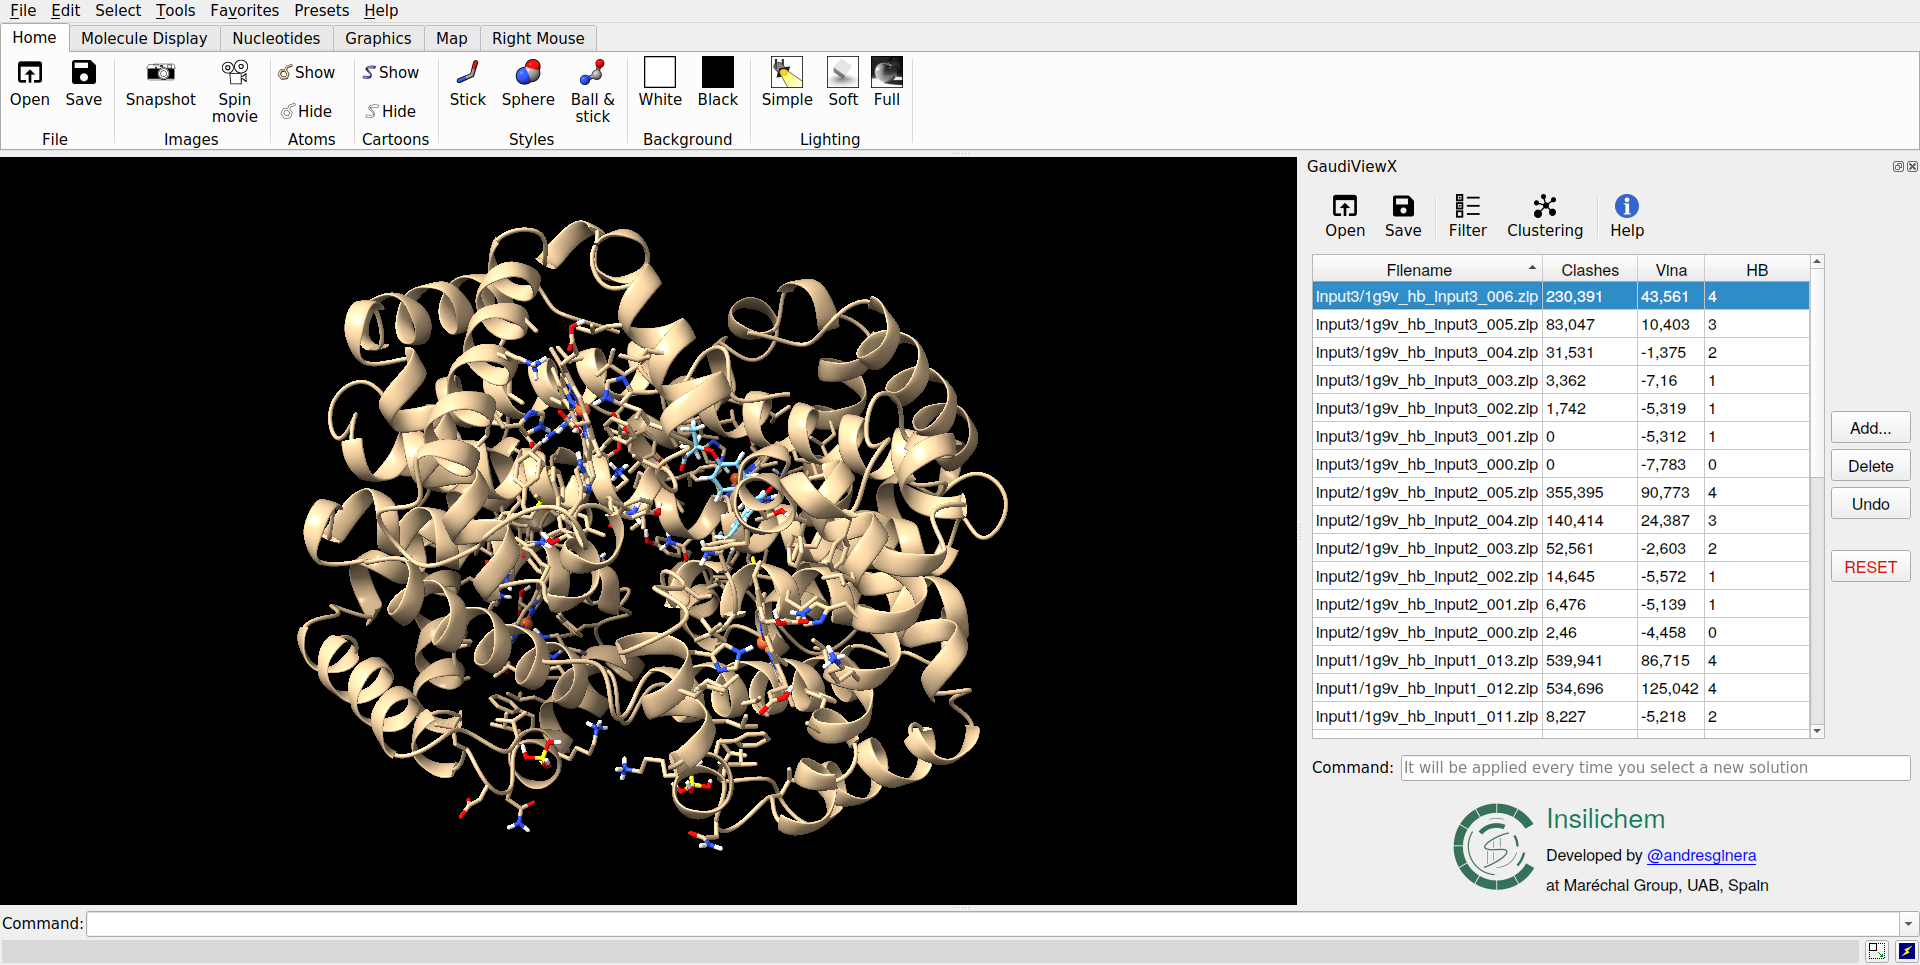 File Edit Select Tools Favorites Presets Help
Home Molecule Display Nucleotides Graphics Map Right Mouse
Open Save Snapshot Spin movie Show Hide Show Hide Stick Sphere Ball & stick White Black Simple Soft Full
File Images Atoms Cartoons Styles Background Lighting
GaudiViewX
Open Save Filter Clustering Help
Filename Clashes Vina HB
Input3/1g9v_hb_Input3_006.zip 230,391 43,561 4
Input3/1g9v_hb_Input3_005.zip 83,047 10,403 3
Input3/1g9v_hb_Input3_004.zip 31,531 -1,375 2
Input3/1g9v_hb_Input3_003.zip 3,362 -7,16 1
Input3/1g9v_hb_Input3_002.zip 1,742 -5,319 1
Input3/1g9v_hb_Input3_001.zip 0 -5,312 1
Input3/1g9v_hb_Input3_000.zip 0 -7,783 0
Input2/1g9v_hb_Input2_005.zip 355,395 90,773 4
Input2/1g9v_hb_Input2_004.zip 140,414 24,387 3
Input2/1g9v_hb_Input2_003.zip 52,561 -2,603 2
Input2/1g9v_hb_Input2_002.zip 14,645 -5,572 1
Input2/1g9v_hb_Input2_001.zip 6,476 -5,139 1
Input2/1g9v_hb_Input2_000.zip 2,46 -4,458 0
Input1/1g9v_hb_Input1_013.zip 539,941 86,715 4
Input1/1g9v_hb_Input1_012.zip 534,696 125,042 4
Input1/1g9v_hb_Input1_011.zip 8,227 -5,218 2
Add...
Delete
Undo
RESET
Command: It will be applied every time you select a new solution
Insilichem
Developed by @andresginera
at Maréchal Group, UAB, Spain
Command: